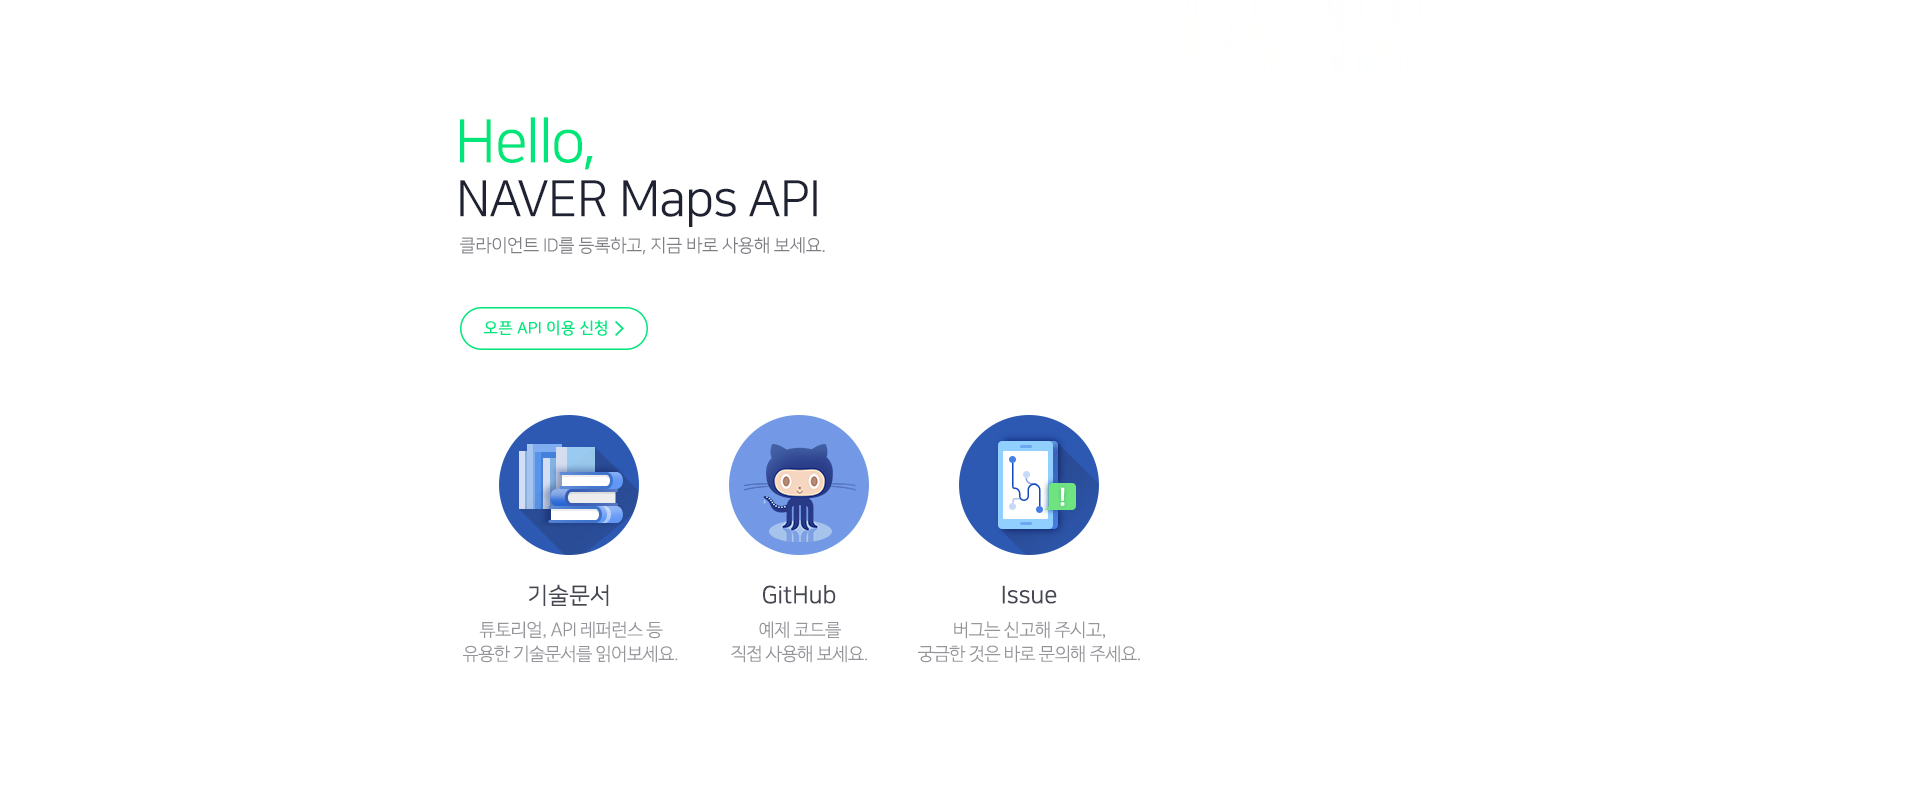 Hello,
NAVER Maps API
클라이언트 ID를 등록하고, 지금 바로 사용해 보세요.
오픈 API 이용 신청
기술문서
튜토리얼, API 레퍼런스 등
유용한 기술문서를 읽어보세요.
GitHub
예제 코드를
직접 사용해 보세요.
Issue
버그는 신고해 주시고,
궁금한 것은 바로 문의해 주세요.